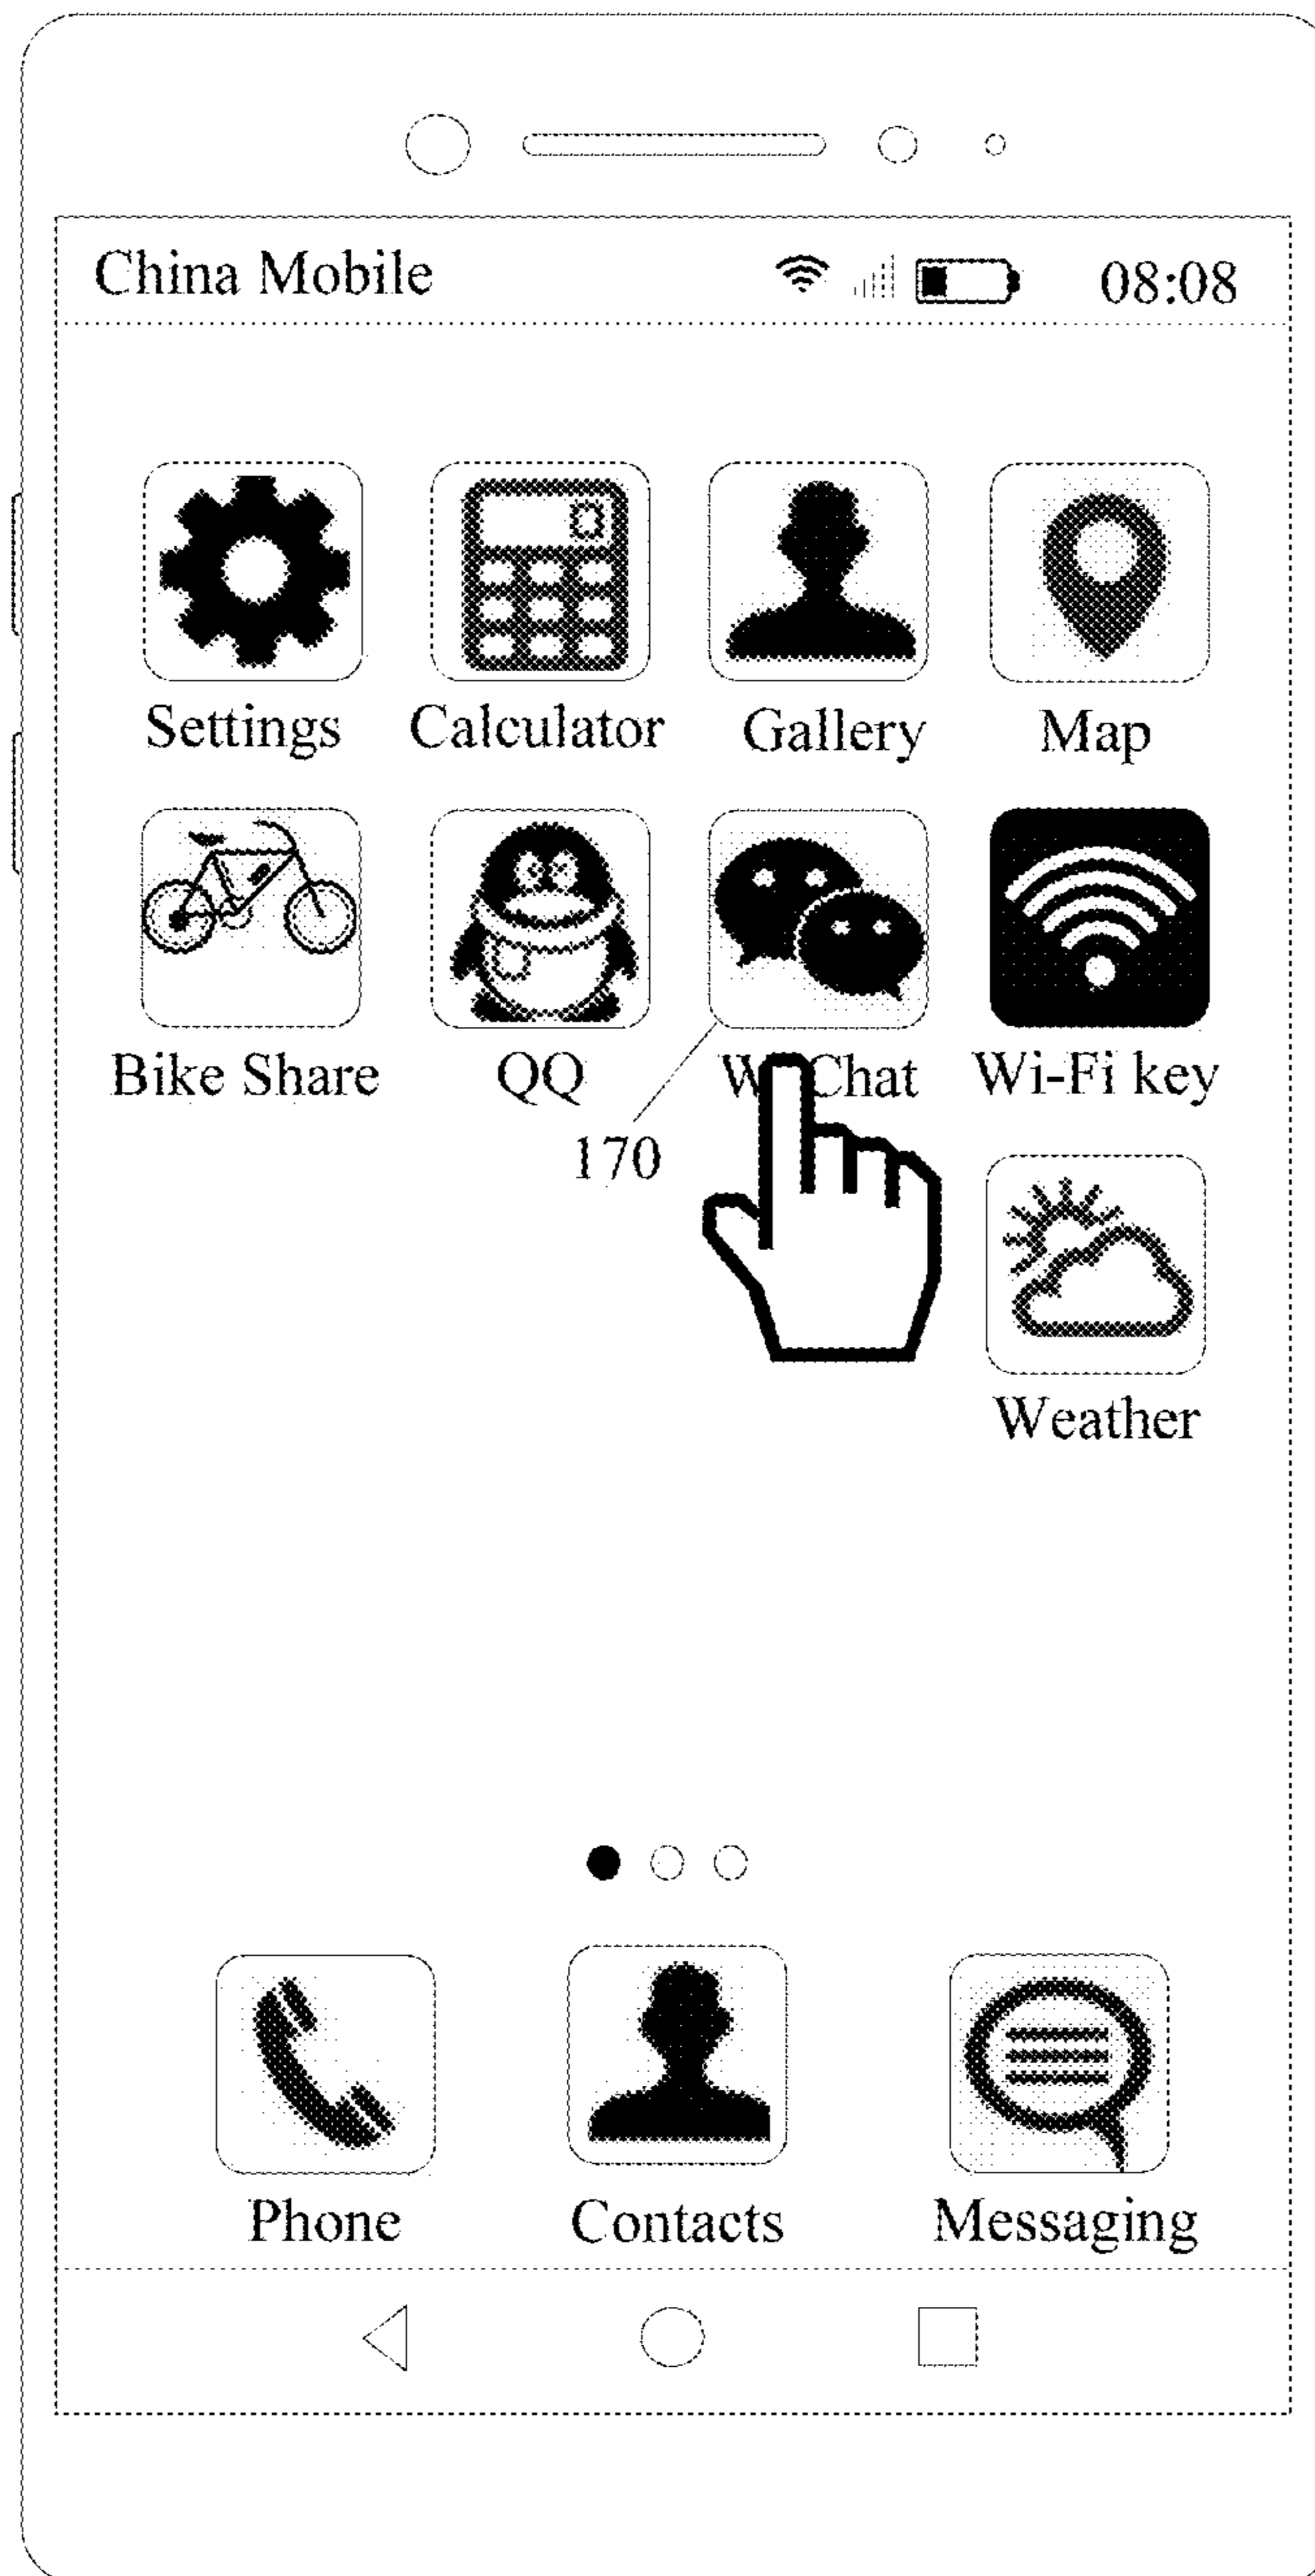 China Mobile 08:08
Settings Calculator Gallery Map
Bike Share QQ W Chat Wi-Fi key
170
Weather
Phone Contacts Messaging